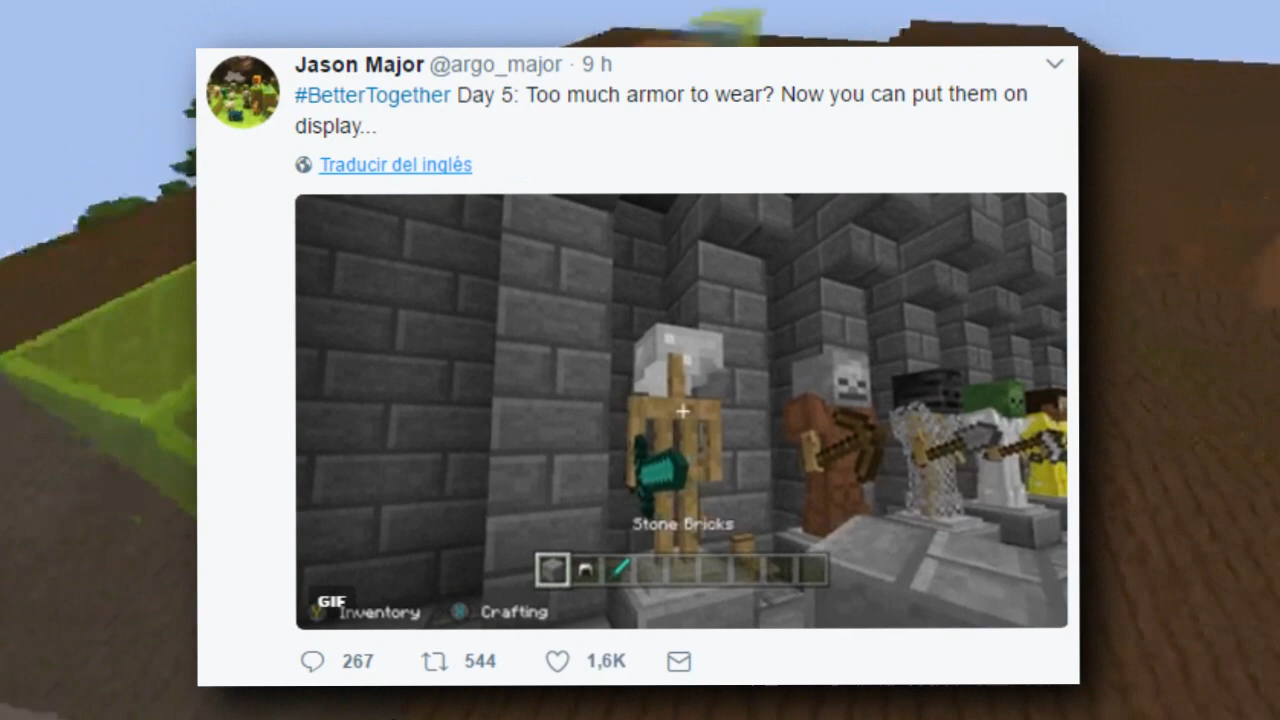 Jason Major @argo_major · 9 h
#BetterTogether Day 5: Too much armor to wear? Now you can put them on
display...
Traducir del inglés
Stone Bricks
GIF
Y Inventory X Crafting
267 544 1,6K